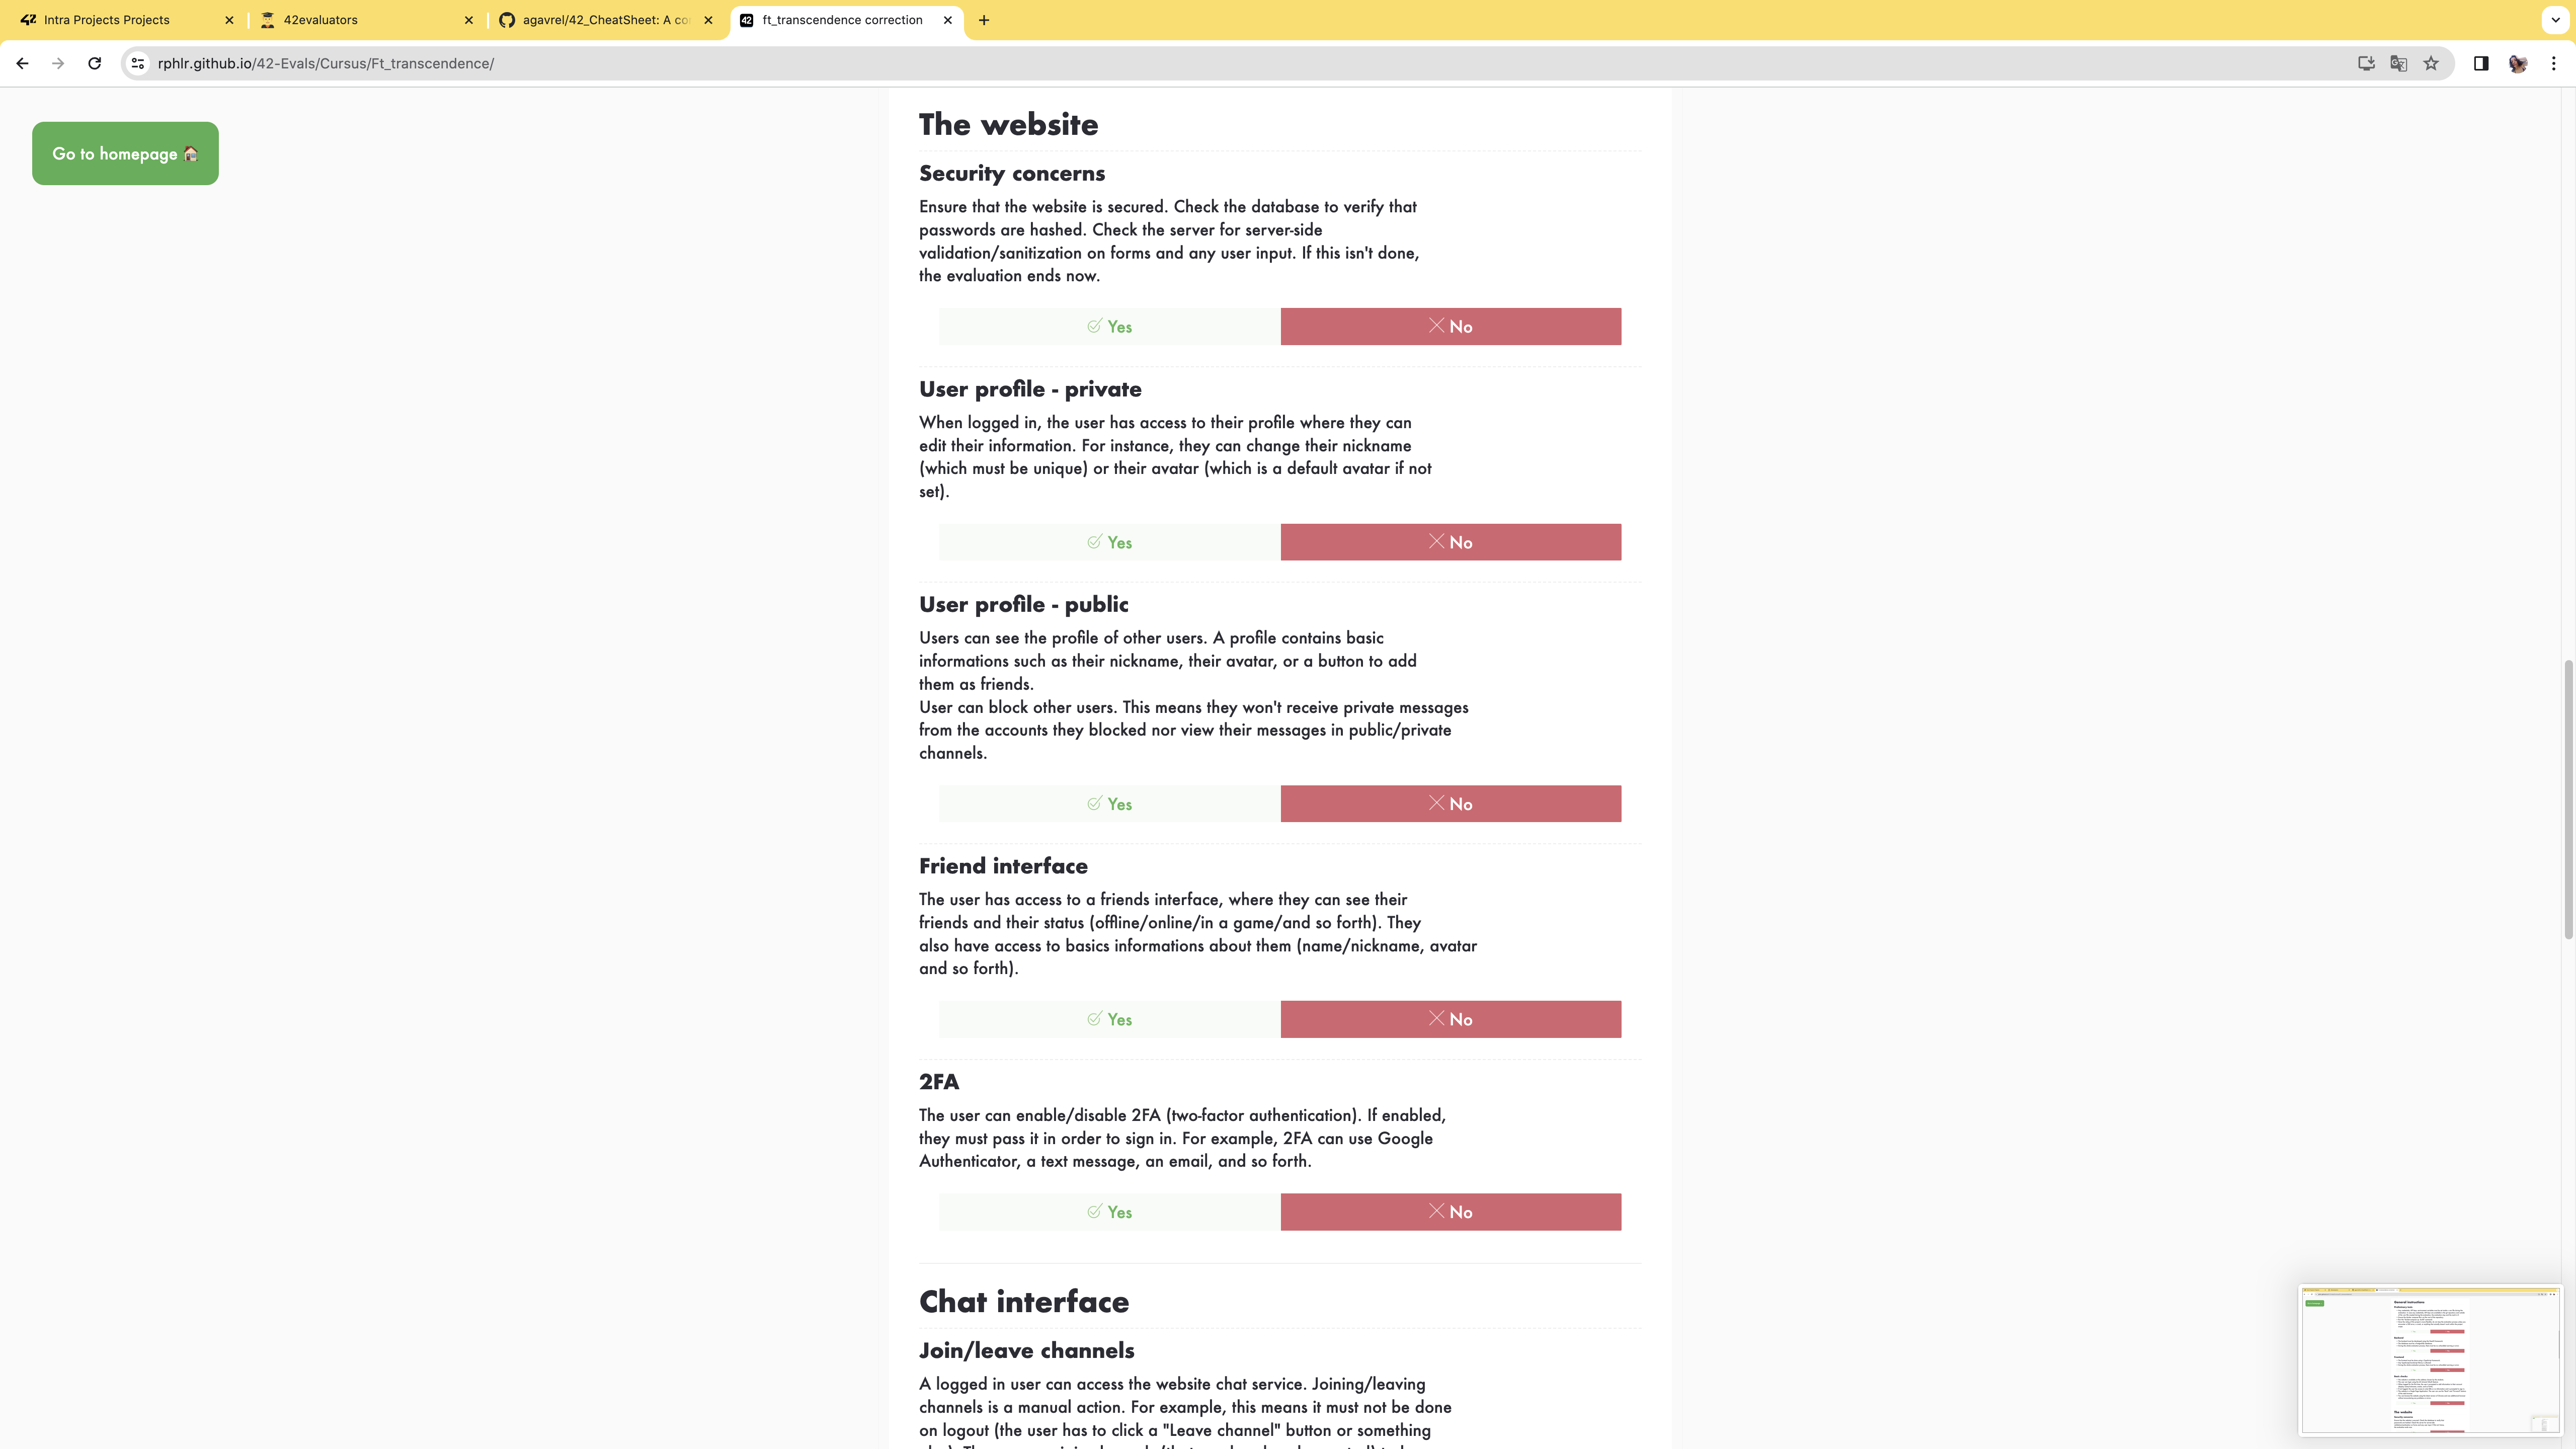 Intra Projects Projects
42evaluators
agavrel/42_CheatSheet: A co
ft_transcendence correction
rphlr.github.io/42-Evals/Cursus/Ft_transcendence/
Go to homepage
The website
Security concerns
Ensure that the website is secured. Check the database to verify that
passwords are hashed. Check the server for server-side
validation/sanitization on forms and any user input. If this isn't done,
the evaluation ends now.
Yes No
User profile - private
When logged in, the user has access to their profile where they can
edit their information. For instance, they can change their nickname
(which must be unique) or their avatar (which is a default avatar if not
set).
Yes No
User profile - public
Users can see the profile of other users. A profile contains basic
informations such as their nickname, their avatar, or a button to add
them as friends.
User can block other users. This means they won't receive private messages
from the accounts they blocked nor view their messages in public/private
channels.
Yes No
Friend interface
The user has access to a friends interface, where they can see their
friends and their status (offline/online/in a game/and so forth). They
also have access to basics informations about them (name/nickname, avatar
and so forth).
Yes No
2FA
The user can enable/disable 2FA (two-factor authentication). If enabled,
they must pass it in order to sign in. For example, 2FA can use Google
Authenticator, a text message, an email, and so forth.
Yes No
Chat interface
Join/leave channels
A logged in user can access the website chat service. Joining/leaving
channels is a manual action. For example, this means it must not be done
on logout (the user has to click a "Leave channel" button or something